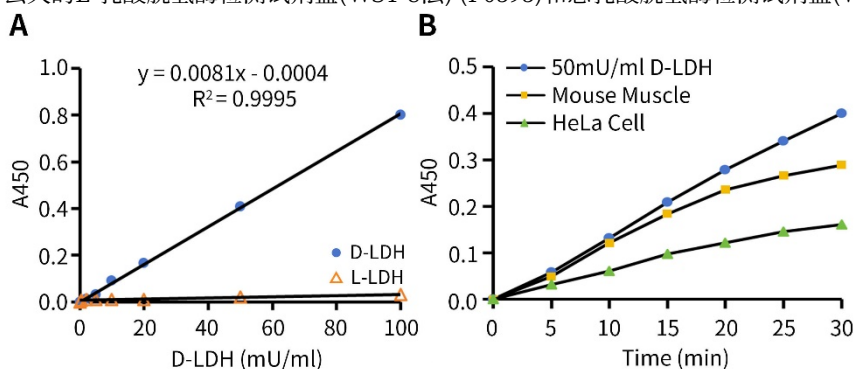 A
B
y = 0.0081x - 0.0004
R² = 0.9995
1.0
0.8
0.6
0.4
0.2
0.0
A450
D-LDH
L-LDH
0
20
40
60
80
100
D-LDH (mU/ml)
50mU/ml D-LDH
Mouse Muscle
HeLa Cell
0.5
0.4
0.3
0.2
0.1
0.0
A450
0
5
10
15
20
25
30
Time (min)